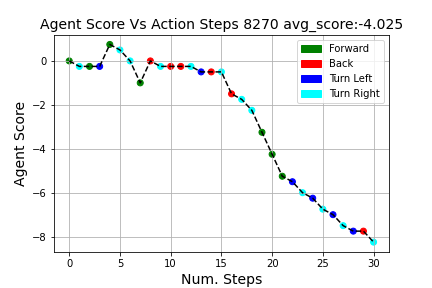 Agent Score Vs Action Steps 8270 avg_score:-4.025
Forward
Back
Turn Left
Turn Right
Agent Score
0
−2
−4
−6
−8
0 5 10 15 20 25 30
Num. Steps